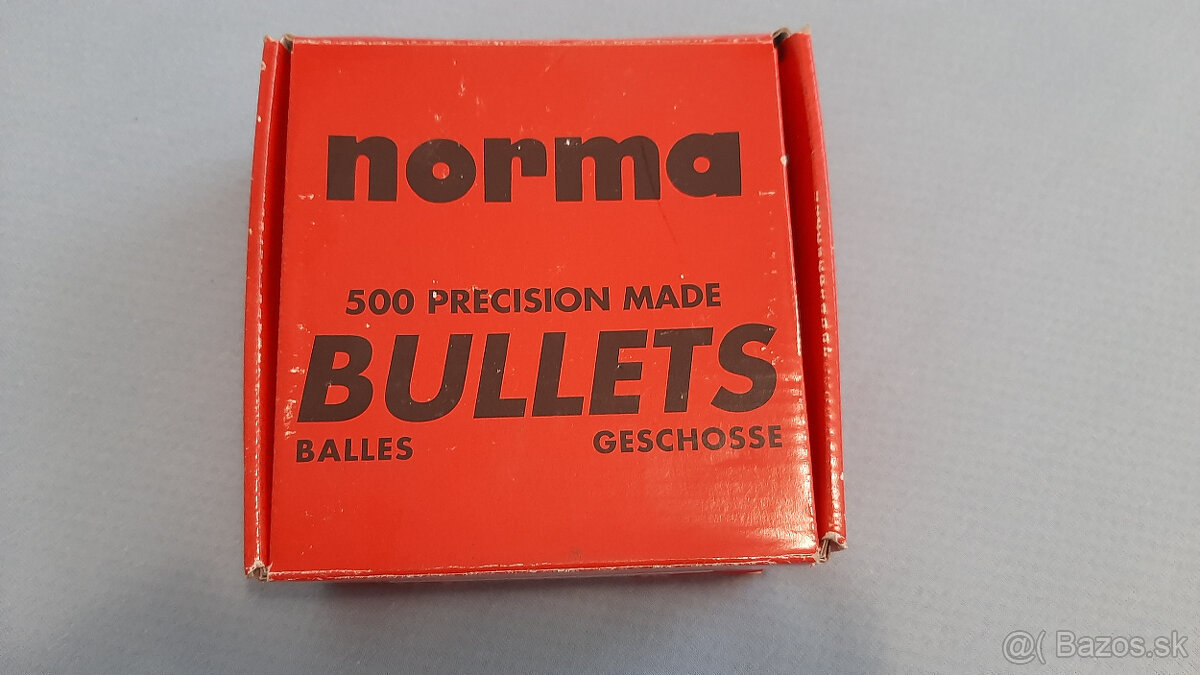 norma
500 PRECISION MADE
BULLETS
BALLES GESCHOSSE
@( Bazos.sk